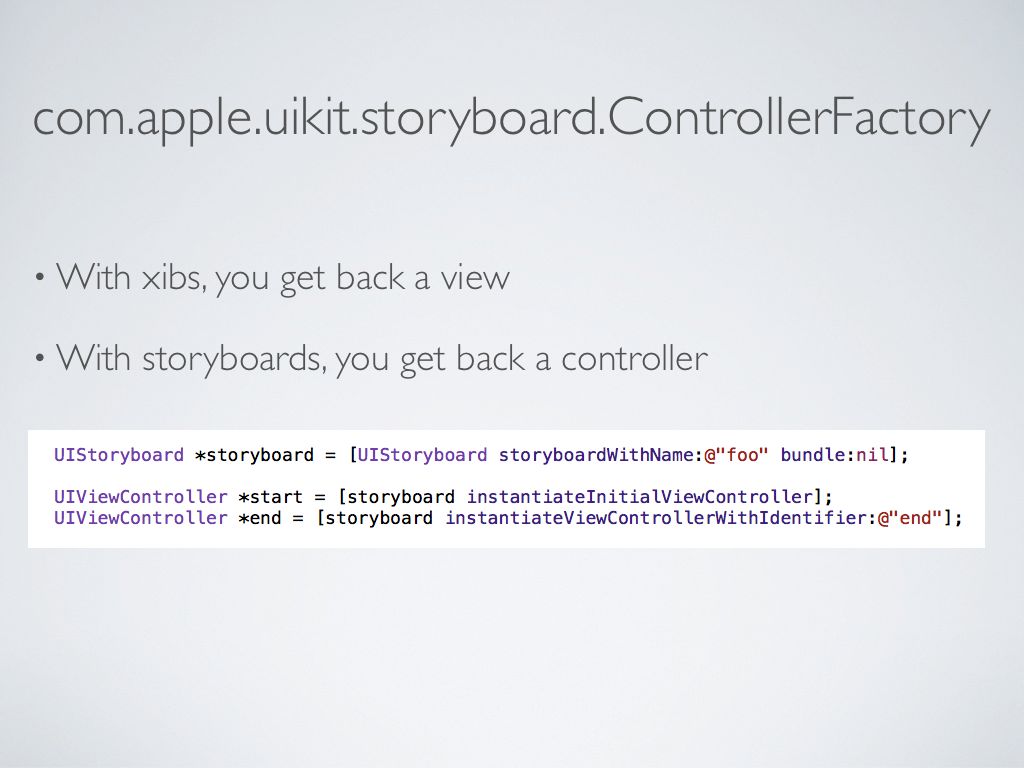 com.apple.uikit.storyboard.ControllerFactory
• With xibs, you get back a view
• With storyboards, you get back a controller
UIStoryboard *storyboard = [UIStoryboard storyboardWithName:@"foo" bundle:nil];
UIViewController *start = [storyboard instantiateInitialViewController];
UIViewController *end = [storyboard instantiateViewControllerWithIdentifier:@"end"];